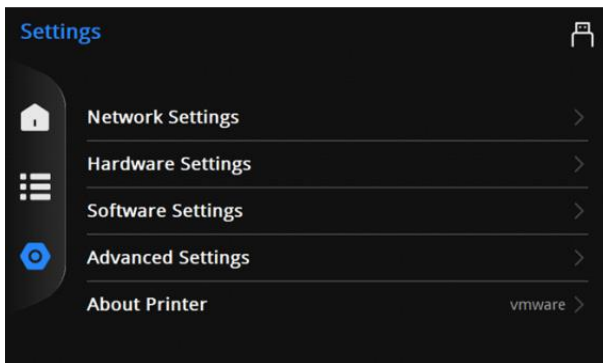 Settings
Network Settings
Hardware Settings
Software Settings
Advanced Settings
About Printer vmware